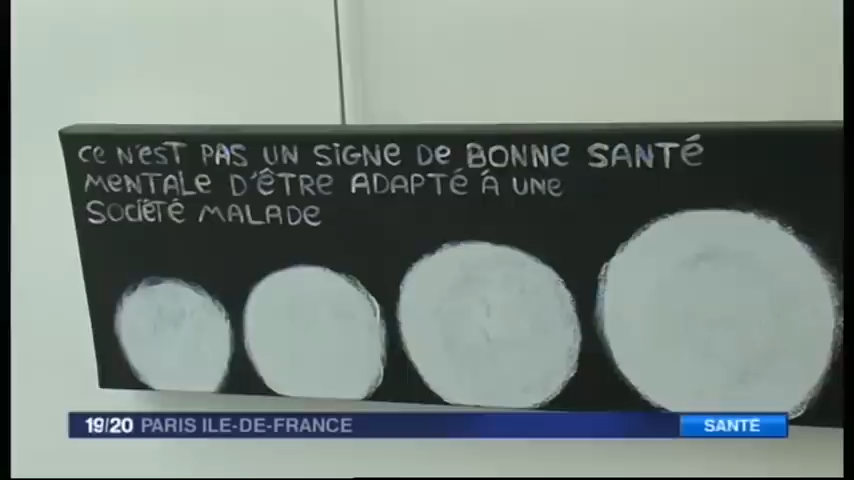 Ce N'eST PAS UN SIGNe De BONNe SANTÉ
MeNTALe D'ÊTRe ADAPTÉ À UNe
SOCIÉTÉ MALADe
19/20 PARIS ILE-DE-FRANCE
SANTÉ